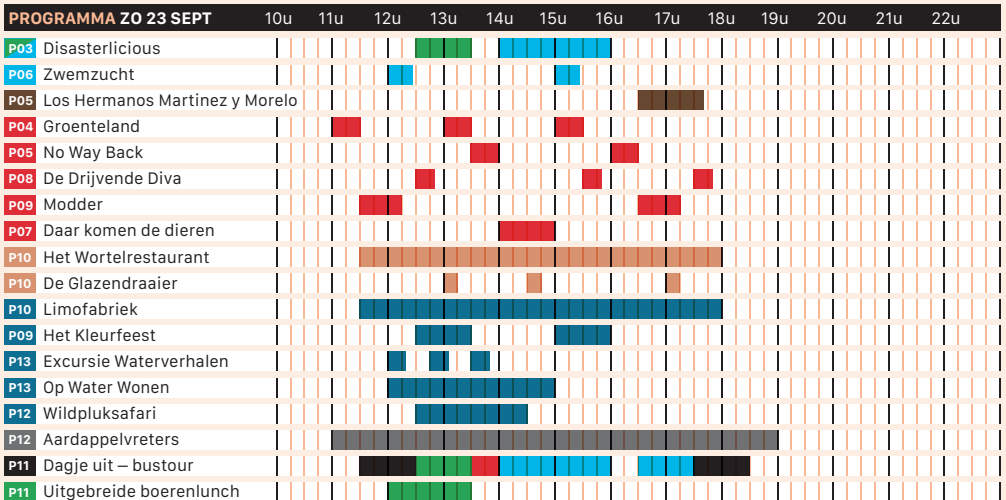 PROGRAMMA ZO 23 SEPT 10u 11u 12u 13u 14u 15u 16u 17u 18u 19u 20u 21u 22u
P03 Disasterlicious
P06 Zwemzucht
P05 Los Hermanos Martinez y Morelo
P04 Groenteland
P05 No Way Back
P08 De Drijvende Diva
P09 Modder
P07 Daar komen de dieren
P10 Het Wortelrestaurant
P10 De Glazendraaier
P10 Limofabriek
P09 Het Kleurfeest
P13 Excursie Waterverhalen
P13 Op Water Wonen
P12 Wildpluksafari
P12 Aardappelvreters
P11 Dagje uit – bustour
P11 Uitgebreide boerenlunch